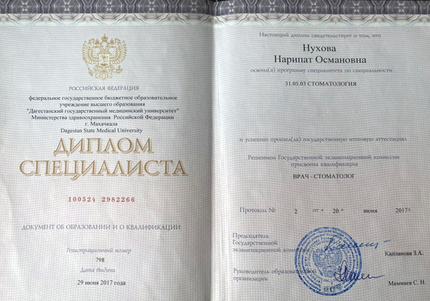 РОССИЙСКАЯ ФЕДЕРАЦИЯ
федеральное государственное бюджетное образовательное
учреждение высшего образования
"Дагестанский государственный медицинский университет"
Министерства здравоохранения Российской Федерации
г. Махачкала
Dagestan State Medical University
ДИПЛОМ
СПЕЦИАЛИСТА
100524 2982266
ДОКУМЕНТ ОБ ОБРАЗОВАНИИ И О КВАЛИФИКАЦИИ
Регистрационный номер
798
Дата выдачи
29 июня 2017 года
Настоящий диплом свидетельствует о том, что
Нухова
Нарипат Османовна
освоил(а) программу специалитета по специальности
31.05.03 СТОМАТОЛОГИЯ
и успешно прошел(ла) государственную итоговую аттестацию
Решением Государственной экзаменационной комиссии
присвоена квалификация
ВРАЧ - СТОМАТОЛОГ
Протокол № 2 от « 20 » июня 2017г.
Председатель
Государственной
экзаменационной комиссии
Капланова З.А.
Руководитель образовательной
организации
С. Н.